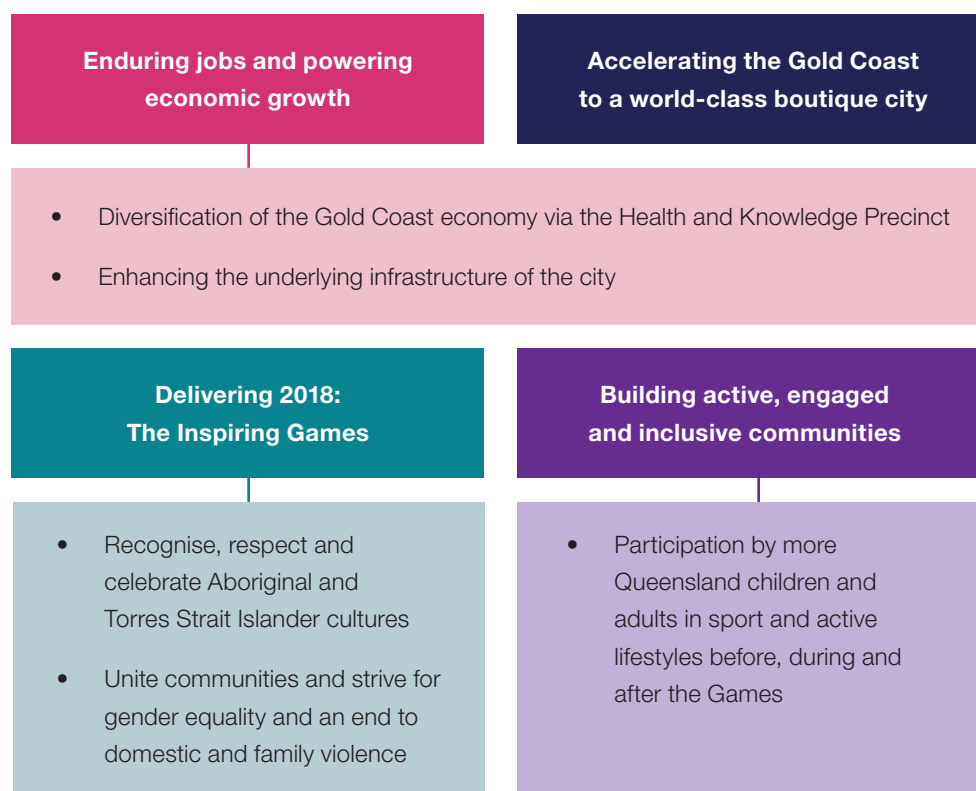 Enduring jobs and powering
economic growth
Accelerating the Gold Coast
to a world-class boutique city
• Diversification of the Gold Coast economy via the Health and Knowledge Precinct
• Enhancing the underlying infrastructure of the city
Delivering 2018:
The Inspiring Games
• Recognise, respect and
celebrate Aboriginal and
Torres Strait Islander cultures
• Unite communities and strive for
gender equality and an end to
domestic and family violence
Building active, engaged
and inclusive communities
• Participation by more
Queensland children and
adults in sport and active
lifestyles before, during and
after the Games